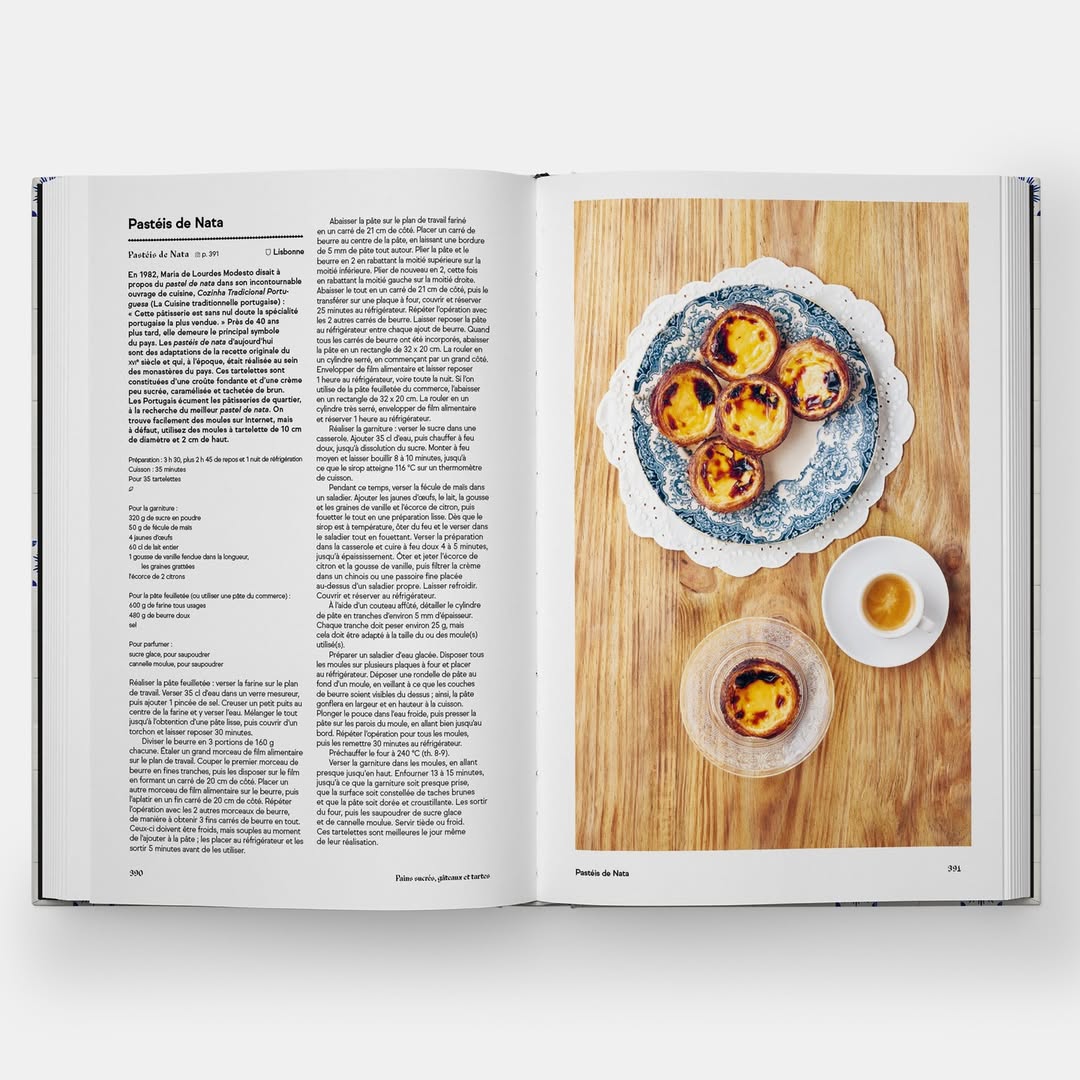 Pastéis de Nata
Pastéis de Nata p. 391 Lisbonne
En 1982, Maria de Lourdes Modesto disait à
propos du pastel de nata dans son incontournable
ouvrage de cuisine, Cozinha Tradicional Portu-
guesa (La Cuisine traditionnelle portugaise) :
« Cette pâtisserie est sans nul doute la spécialité
portugaise la plus vendue. » Près de 40 ans
plus tard, elle demeure le principal symbole
du pays. Les pastéis de nata d'aujourd'hui
sont des adaptations de la recette originale du
XVIe siècle et qui, à l'époque, était réalisée au sein
des monastères du pays. Ces tartelettes sont
constituées d'une croûte fondante et d'une crème
peu sucrée, caramélisée et tachetée de brun.
Les Portugais écument les pâtisseries de quartier,
à la recherche du meilleur pastel de nata. On
trouve facilement des moules sur Internet, mais
à défaut, utilisez des moules à tartelette de 10 cm
de diamètre et 2 cm de haut.
Préparation : 3 h 30, plus 2 h 45 de repos et 1 nuit de réfrigération
Cuisson : 35 minutes
Pour 35 tartelettes
Pour la garniture :
320 g de sucre en poudre
50 g de fécule de maïs
4 jaunes d'œufs
60 cl de lait entier
1 gousse de vanille fendue dans la longueur,
les graines grattées
l'écorce de 2 citrons
Pour la pâte feuilletée (ou utiliser une pâte du commerce) :
600 g de farine tous usages
480 g de beurre doux
sel
Pour parfumer :
sucre glace, pour saupoudrer
cannelle moulue, pour saupoudrer
Réaliser la pâte feuilletée : verser la farine sur le plan
de travail. Verser 35 cl d'eau dans un verre mesureur,
puis ajouter 1 pincée de sel. Creuser un petit puits au
centre de la farine et y verser l'eau. Mélanger le tout
jusqu'à l'obtention d'une pâte lisse, puis couvrir d'un
torchon et laisser reposer 30 minutes.
Diviser le beurre en 3 portions de 160 g
chacune. Étaler un grand morceau de film alimentaire
sur le plan de travail. Couper le premier morceau de
beurre en fines tranches, puis les disposer sur le film
en formant un carré de 20 cm de côté. Placer un
autre morceau de film alimentaire sur le beurre, puis
l'aplatir en un fin carré de 20 cm de côté. Répéter
l'opération avec les 2 autres morceaux de beurre,
de manière à obtenir 3 fins carrés de beurre en tout.
Ceux-ci doivent être froids, mais souples au moment
de l'ajouter à la pâte ; les placer au réfrigérateur et les
sortir 5 minutes avant de les utiliser.
Abaisser la pâte sur le plan de travail fariné
en un carré de 21 cm de côté. Placer un carré de
beurre au centre de la pâte, en laissant une bordure
de 5 mm de pâte tout autour. Plier la pâte et le
beurre en 2 en rabattant la moitié supérieure sur la
moitié inférieure. Plier de nouveau en 2, cette fois
en rabattant la moitié gauche sur la moitié droite.
Abaisser le tout en un carré de 21 cm de côté, puis le
transférer sur une plaque à four, couvrir et réserver
25 minutes au réfrigérateur. Répéter l'opération avec
les 2 autres carrés de beurre. Laisser reposer la pâte
au réfrigérateur entre chaque ajout de beurre. Quand
tous les carrés de beurre ont été incorporés, abaisser
la pâte en un rectangle de 32 x 20 cm. La rouler en
un cylindre serré, en commençant par un grand côté.
Envelopper de film alimentaire et laisser reposer
1 heure au réfrigérateur, voire toute la nuit. Si l'on
utilise de la pâte feuilletée du commerce, l'abaisser
en un rectangle de 32 x 20 cm. La rouler en un
cylindre très serré, envelopper de film alimentaire
et réserver 1 heure au réfrigérateur.
Réaliser la garniture : verser le sucre dans une
casserole. Ajouter 35 cl d'eau, puis chauffer à feu
doux, jusqu'à dissolution du sucre. Monter à feu
moyen et laisser bouillir 8 à 10 minutes, jusqu'à
ce que le sirop atteigne 116 °C sur un thermomètre
de cuisson.
Pendant ce temps, verser la fécule de maïs dans
un saladier. Ajouter les jaunes d'œufs, le lait, la gousse
et les graines de vanille et l'écorce de citron, puis
fouetter le tout en une préparation lisse. Dès que le
sirop est à température, ôter du feu et le verser dans
le saladier tout en fouettant. Verser la préparation
dans la casserole et cuire à feu doux 4 à 5 minutes,
jusqu'à épaississement. Ôter et jeter l'écorce de
citron et la gousse de vanille, puis filtrer la crème
dans un chinois ou une passoire fine placée
au-dessus d'un saladier propre. Laisser refroidir.
Couvrir et réserver au réfrigérateur.
À l'aide d'un couteau affûté, détailler le cylindre
de pâte en tranches d'environ 5 mm d'épaisseur.
Chaque tranche doit peser environ 25 g, mais
cela doit être adapté à la taille du ou des moule(s)
utilisé(s).
Préparer un saladier d'eau glacée. Disposer tous
les moules sur plusieurs plaques à four et placer
au réfrigérateur. Déposer une rondelle de pâte au
fond d'un moule, en veillant à ce que les couches
de beurre soient visibles du dessus ; ainsi, la pâte
gonflera en largeur et en hauteur à la cuisson.
Plonger le pouce dans l'eau froide, puis presser la
pâte sur les parois du moule, en allant bien jusqu'au
bord. Répéter l'opération pour tous les moules,
puis les remettre 30 minutes au réfrigérateur.
Préchauffer le four à 240 °C (th. 8-9).
Verser la garniture dans les moules, en allant
presque jusqu'en haut. Enfourner 13 à 15 minutes,
jusqu'à ce que la garniture soit presque prise,
que la surface soit constellée de taches brunes
et que la pâte soit dorée et croustillante. Les sortir
du four, puis les saupoudrer de sucre glace
et de cannelle moulue. Servir tiède ou froid.
Ces tartelettes sont meilleures le jour même
de leur réalisation.
390
Pains sucrés, gâteaux et tartes
Pastéis de Nata
391